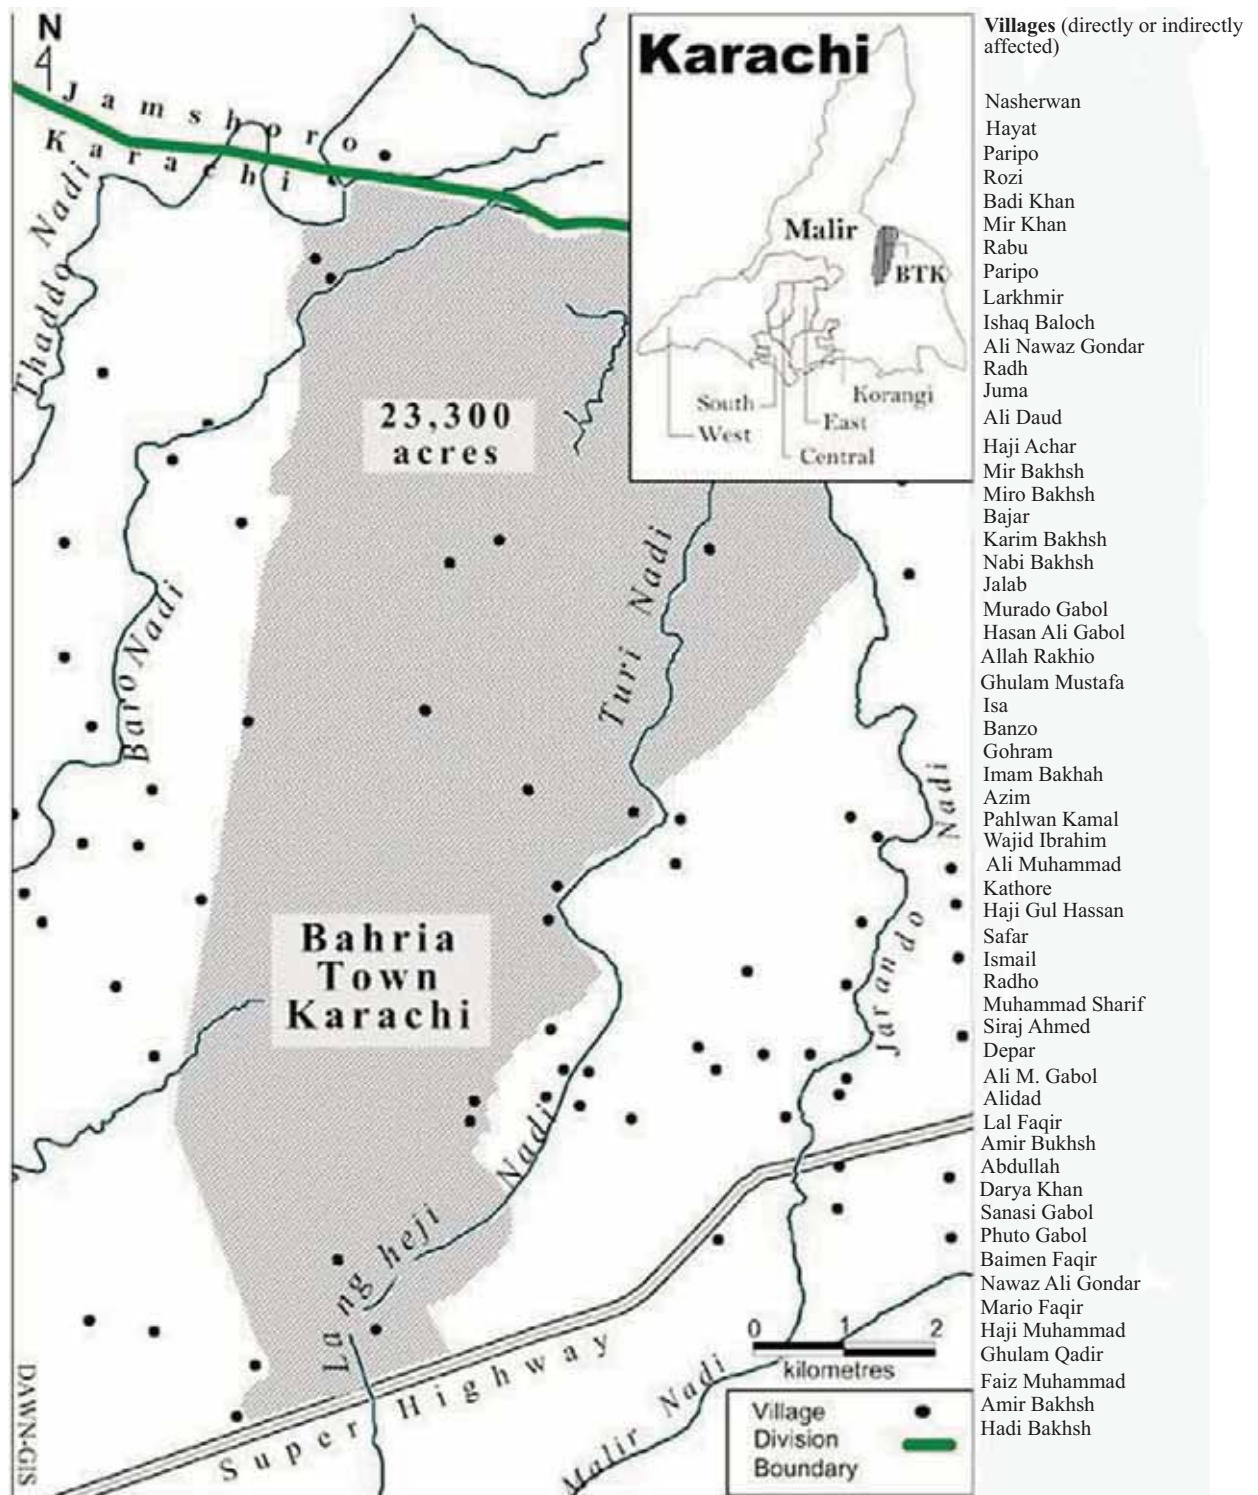 N
Jamshoro
Karachi
Thaddo Nadi
23,300
acres
Baro Nadi
Turi Nadi
Bahria
Town
Karachi
Jarando Nadi
Langheji Nadi
Super Highway
Malir Nadi
DAWN-GIS
0 1 2
kilometres
Village
Division
Boundary
Karachi
Malir
BTK
South
West
Korangi
East
Central
Villages (directly or indirectly
affected)
Nasherwan
Hayat
Paripo
Rozi
Badi Khan
Mir Khan
Rabu
Paripo
Larkhmir
Ishaq Baloch
Ali Nawaz Gondar
Radh
Juma
Ali Daud
Haji Achar
Mir Bakhsh
Miro Bakhsh
Bajar
Karim Bakhsh
Nabi Bakhsh
Jalab
Murado Gabol
Hasan Ali Gabol
Allah Rakhio
Ghulam Mustafa
Isa
Banzo
Gohram
Imam Bakhah
Azim
Pahlwan Kamal
Wajid Ibrahim
Ali Muhammad
Kathore
Haji Gul Hassan
Safar
Ismail
Radho
Muhammad Sharif
Siraj Ahmed
Depar
Ali M. Gabol
Alidad
Lal Faqir
Amir Bukhsh
Abdullah
Darya Khan
Sanasi Gabol
Phuto Gabol
Baimen Faqir
Nawaz Ali Gondar
Mario Faqir
Haji Muhammad
Ghulam Qadir
Faiz Muhammad
Amir Bakhsh
Hadi Bakhsh